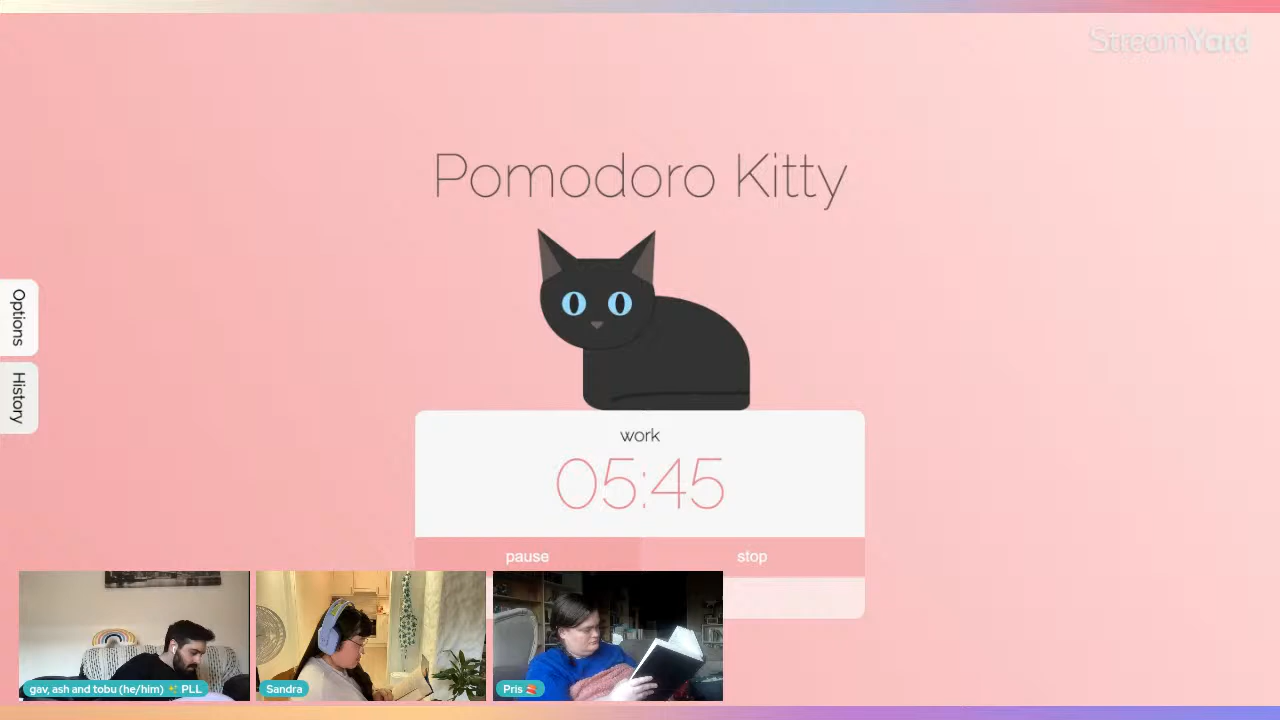 StreamYard
Pomodoro Kitty
Options
History
work
05:45
pause
stop
gav, ash and tobu (he/him) ✨ PLL
Sandra
Pris